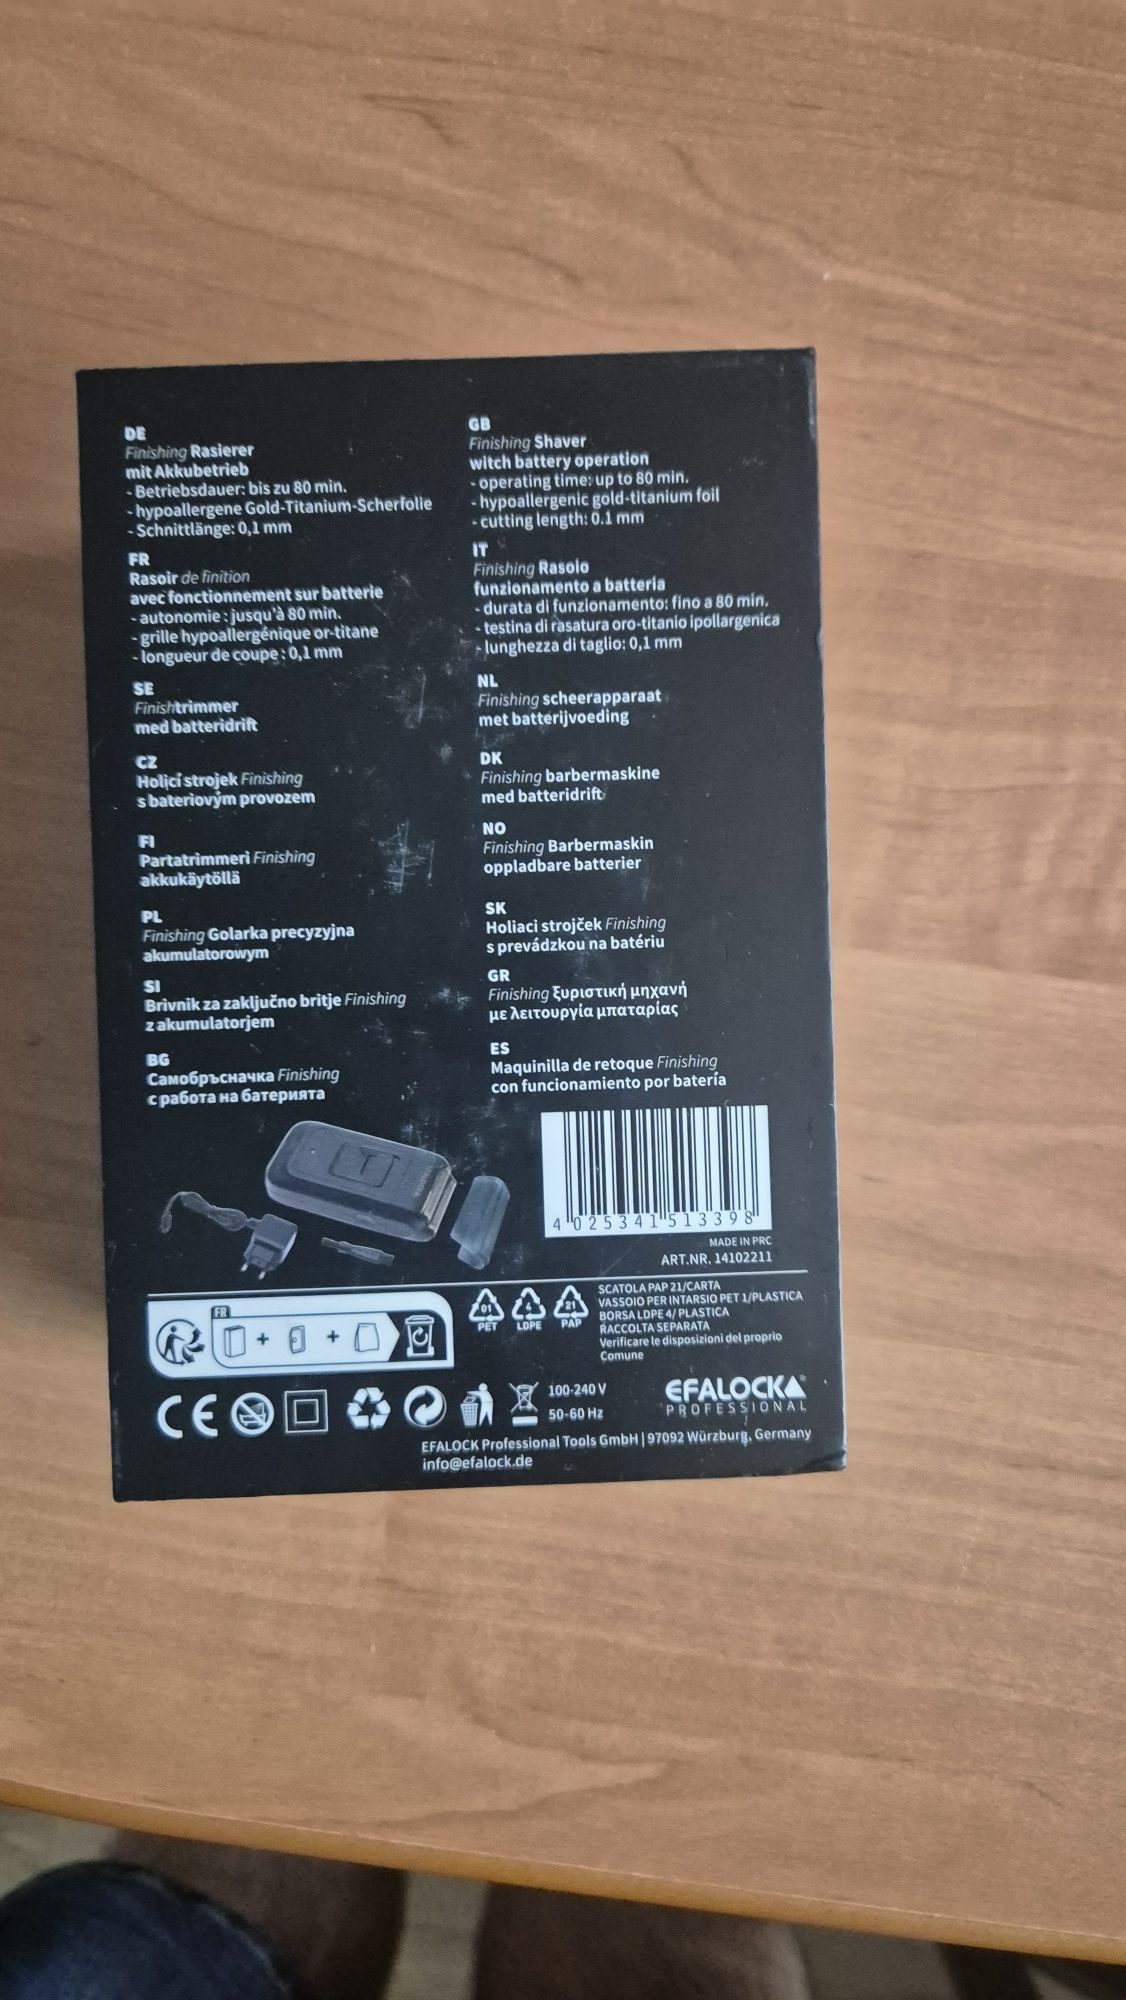 DE
Finishing Rasierer
mit Akkubetrieb
- Betriebsdauer: bis zu 80 min.
- hypoallergene Gold-Titanium-Scherfolie
- Schnittlänge: 0,1 mm
GB
Finishing Shaver
witch battery operation
- operating time: up to 80 min.
- hypoallergenic gold-titanium foil
- cutting length: 0.1 mm
FR
Rasoir de finition
avec fonctionnement sur batterie
- autonomie : jusqu'à 80 min.
- grille hypoallergénique or-titane
- longueur de coupe : 0,1 mm
IT
Finishing Rasoio
funzionamento a batteria
- durata di funzionamento: fino a 80 min.
- testina di rasatura oro-titanio ipollargenica
- lunghezza di taglio: 0,1 mm
SE
Finishtrimmer
med batteridrift
NL
Finishing scheerapparaat
met batterijvoeding
CZ
Holicí strojek Finishing
s bateriovým provozem
DK
Finishing barbermaskine
med batteridrift
FI
Partatrimmeri Finishing
akkukäytöllä
NO
Finishing Barbermaskin
oppladbare batterier
PL
Finishing Golarka precyzyjna
akumulatorowym
SK
Holiaci strojček Finishing
s prevádzkou na batériu
SI
Brivnik za zaključno britje Finishing
z akumulatorjem
GR
Finishing ξυριστική μηχανή
με λειτουργία μπαταρίας
BG
Самобръсначка Finishing
с работа на батерията
ES
Maquinilla de retoque Finishing
con funcionamiento por batería
4 025341 513398
MADE IN PRC
ART.NR. 14102211
FR
01
PET
4
LDPE
21
PAP
SCATOLA PAP 21/CARTA
VASSOIO PER INTARSIO PET 1/PLASTICA
BORSA LDPE 4/ PLASTICA
RACCOLTA SEPARATA
Verificare le disposizioni del proprio
Comune
CE
100-240 V
50-60 Hz
EFALOCK®
PROFESSIONAL
EFALOCK Professional Tools GmbH | 97092 Würzburg, Germany
info@efalock.de